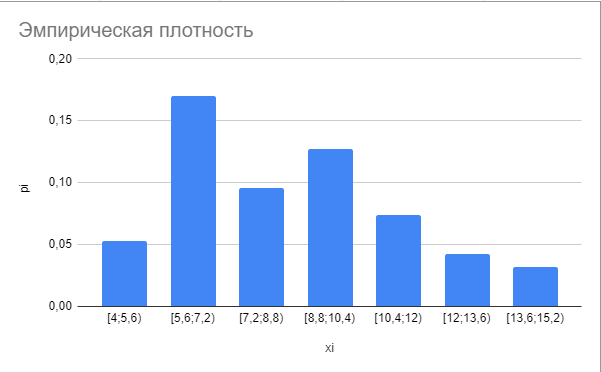 Эмпирическая плотность
0,20
0,15
0,10
0,05
0,00
pi
[4;5,6) [5,6;7,2) [7,2;8,8) [8,8;10,4) [10,4;12) [12;13,6) [13,6;15,2)
xi